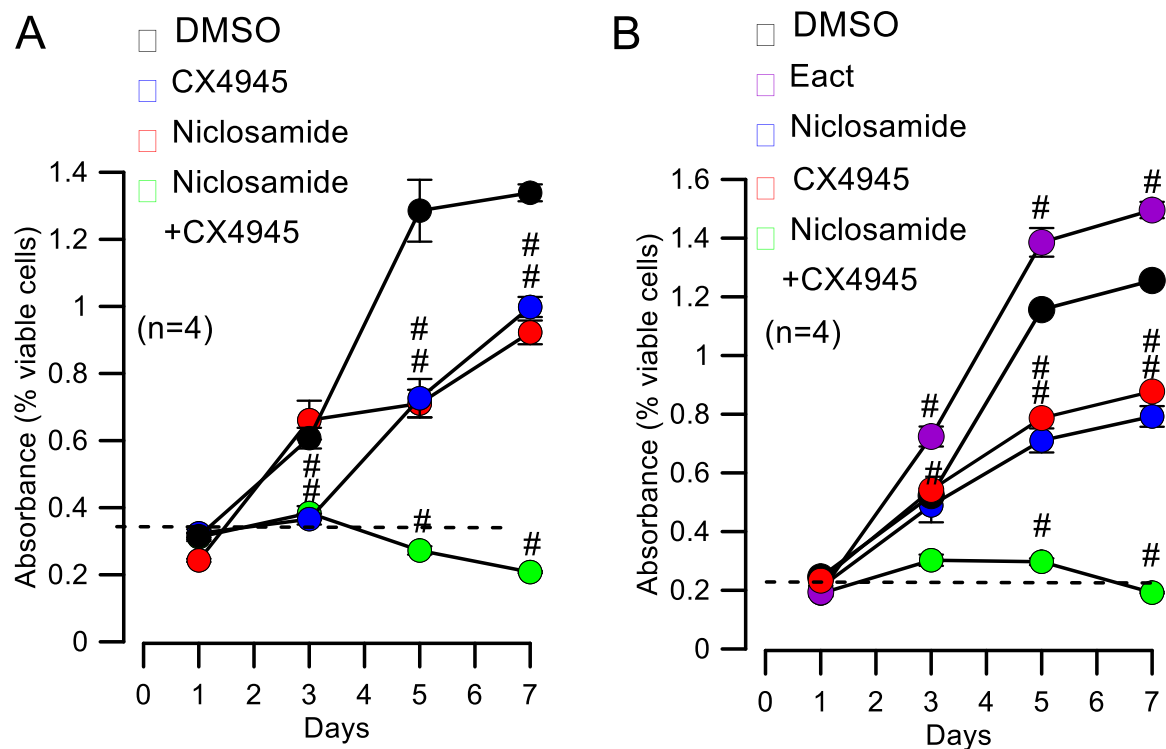 A
DMSO
CX4945
Niclosamide
Niclosamide
+CX4945
(n=4)
Absorbance (% viable cells)
1.4
1.2
1
0.8
0.6
0.4
0.2
0
#
#
#
#
#
#
#
#
0 1 2 3 4 5 6 7
Days
B
DMSO
Eact
Niclosamide
CX4945
Niclosamide
+CX4945
(n=4)
Absorbance (% viable cells)
1.6
1.4
1.2
1
0.8
0.6
0.4
0.2
0
#
#
#
#
#
#
#
#
#
#
0 1 2 3 4 5 6 7
Days